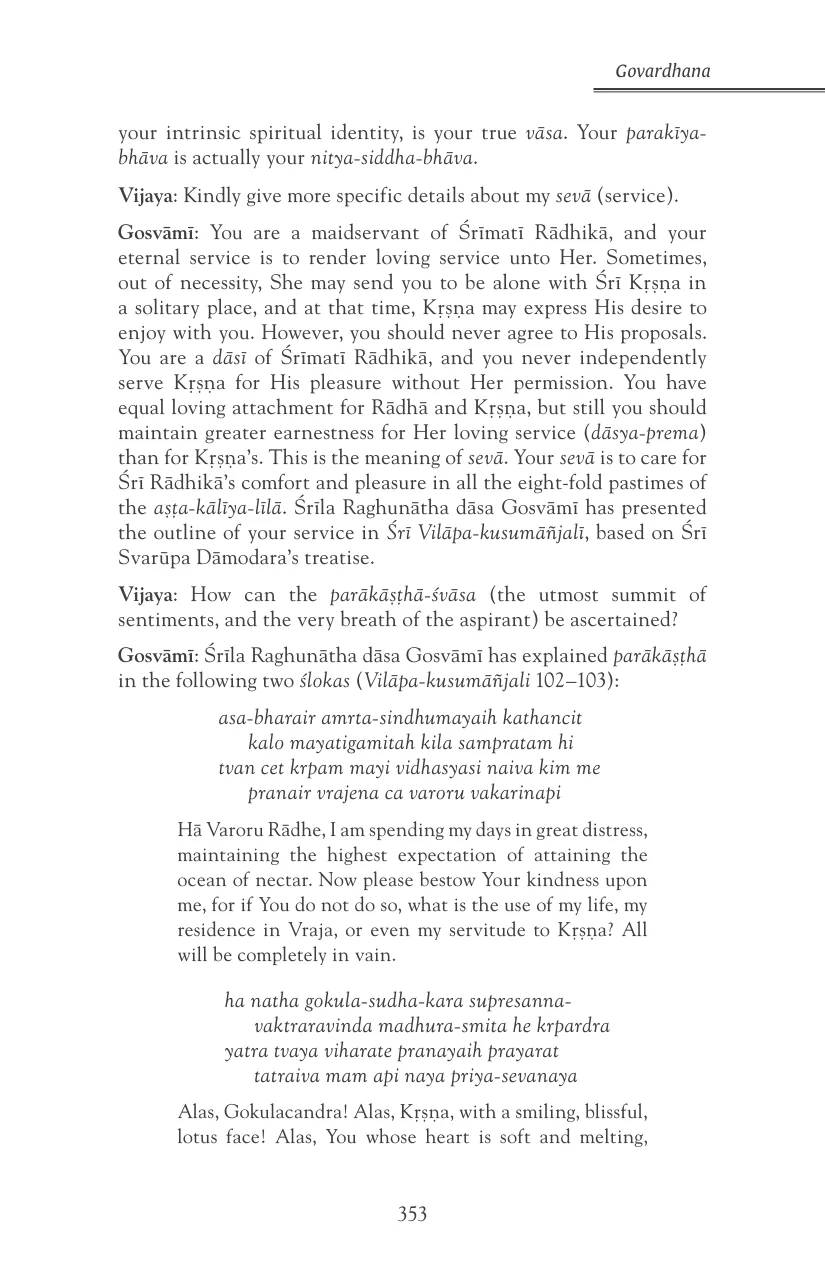 Govardhana
your intrinsic spiritual identity, is your true vāsa. Your parakīya-
bhāva is actually your nitya-siddha-bhāva.
Vijaya: Kindly give more specific details about my sevā (service).
Gosvāmī: You are a maidservant of Śrīmatī Rādhikā, and your
eternal service is to render loving service unto Her. Sometimes,
out of necessity, She may send you to be alone with Śrī Kṛṣṇa in
a solitary place, and at that time, Kṛṣṇa may express His desire to
enjoy with you. However, you should never agree to His proposals.
You are a dāsī of Śrīmatī Rādhikā, and you never independently
serve Kṛṣṇa for His pleasure without Her permission. You have
equal loving attachment for Rādhā and Kṛṣṇa, but still you should
maintain greater earnestness for Her loving service (dāsya-prema)
than for Kṛṣṇa’s. This is the meaning of sevā. Your sevā is to care for
Śrī Rādhikā’s comfort and pleasure in all the eight-fold pastimes of
the aṣṭa-kālīya-līlā. Śrīla Raghunātha dāsa Gosvāmī has presented
the outline of your service in Śrī Vilāpa-kusumāñjalī, based on Śrī
Svarūpa Dāmodara’s treatise.
Vijaya: How can the parākāṣṭhā-śvāsa (the utmost summit of
sentiments, and the very breath of the aspirant) be ascertained?
Gosvāmī: Śrīla Raghunātha dāsa Gosvāmī has explained parākāṣṭhā
in the following two ślokas (Vilāpa-kusumāñjali 102–103):
asa-bharair amrta-sindhumayaih kathancit
kalo mayatigamitah kila sampratam hi
tvan cet krpam mayi vidhasyasi naiva kim me
pranair vrajena ca varoru vakarinapi
Hā Varoru Rādhe, I am spending my days in great distress,
maintaining the highest expectation of attaining the
ocean of nectar. Now please bestow Your kindness upon
me, for if You do not do so, what is the use of my life, my
residence in Vraja, or even my servitude to Kṛṣṇa? All
will be completely in vain.
ha natha gokula-sudha-kara supresanna-
vaktraravinda madhura-smita he krpardra
yatra tvaya viharate pranayaih prayarat
tatraiva mam api naya priya-sevanaya
Alas, Gokulacandra! Alas, Kṛṣṇa, with a smiling, blissful,
lotus face! Alas, You whose heart is soft and melting,
353